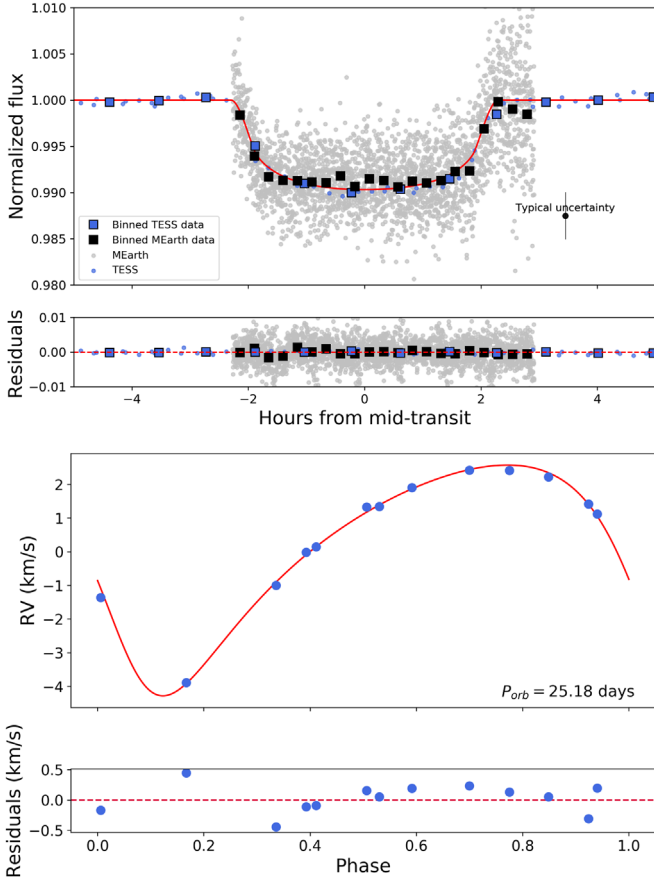 1.010
1.005
1.000
0.995
0.990
0.985
0.980
Normalized flux
Typical uncertainty
Binned TESS data
Binned MEarth data
MEarth
TESS
0.01
0.00
−0.01
Residuals
−4 −2 0 2 4
Hours from mid-transit
2
1
0
−1
−2
−3
−4
RV (km/s)
P_orb = 25.18 days
0.5
0.0
−0.5
Residuals (km/s)
0.0 0.2 0.4 0.6 0.8 1.0
Phase